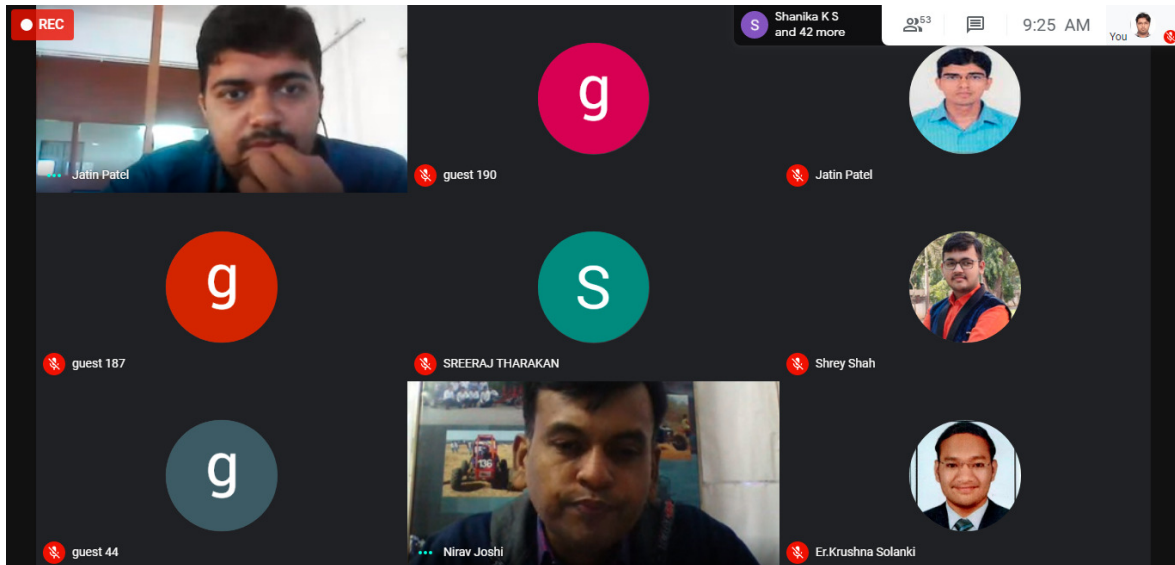 REC
S
Shanika K S
and 42 more
53
9:25 AM
You
Jatin Patel
g
guest 190
Jatin Patel
g
guest 187
S
SREERAJ THARAKAN
Shrey Shah
g
guest 44
136
Nirav Joshi
Er.Krushna Solanki